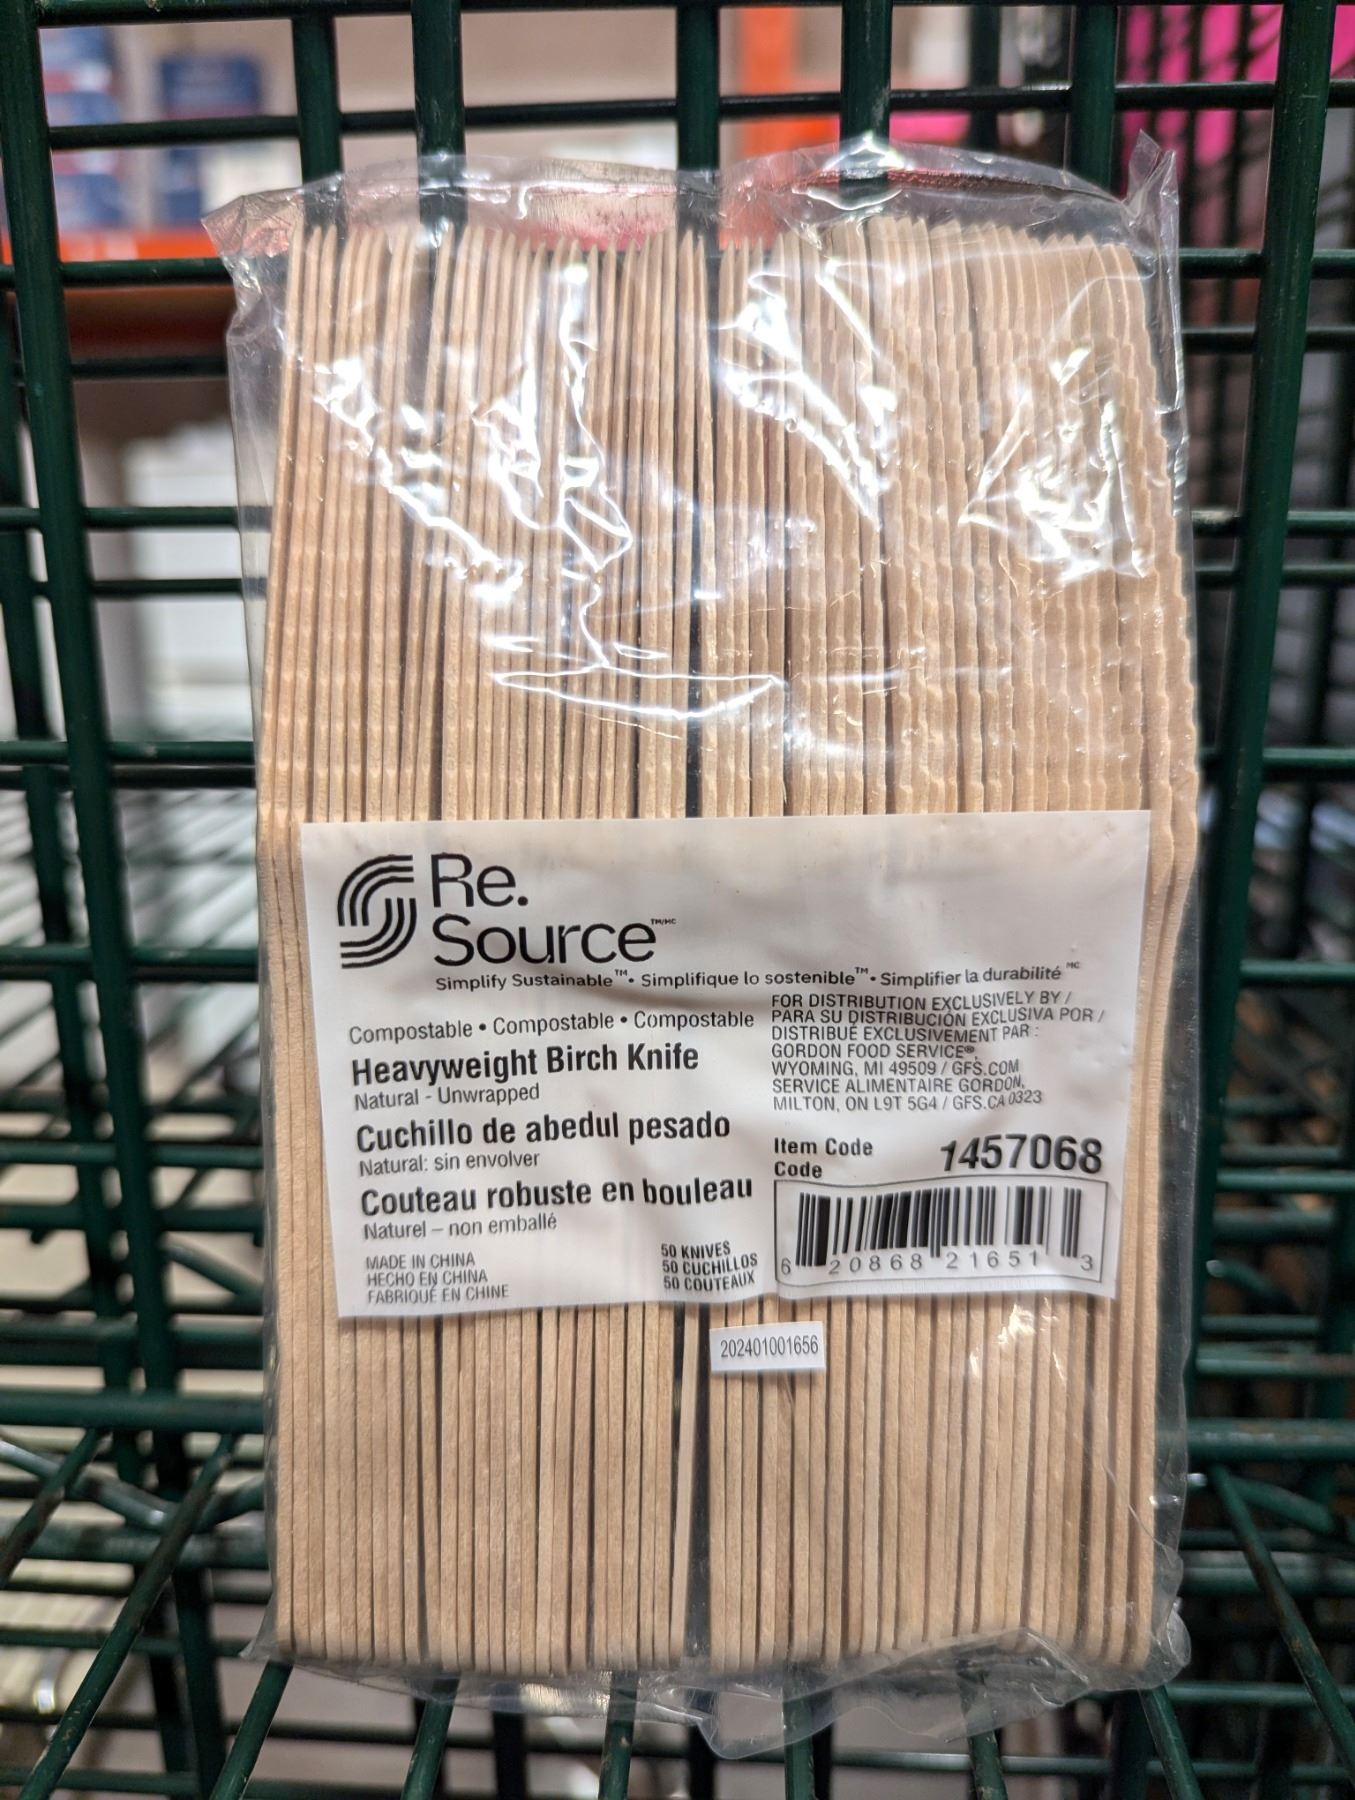 Re.
Source™/MC
Simplify Sustainable™• Simplifique lo sostenible™• Simplifier la durabilité MC
Compostable • Compostable • Compostable
Heavyweight Birch Knife
Natural - Unwrapped
Cuchillo de abedul pesado
Natural: sin envolver
Couteau robuste en bouleau
Naturel – non emballé
MADE IN CHINA
HECHO EN CHINA
FABRIQUÉ EN CHINE
50 KNIVES
50 CUCHILLOS
50 COUTEAUX
FOR DISTRIBUTION EXCLUSIVELY BY /
PARA SU DISTRIBUCIÓN EXCLUSIVA POR /
DISTRIBUÉ EXCLUSIVEMENT PAR :
GORDON FOOD SERVICE®,
WYOMING, MI 49509 / GFS.COM
SERVICE ALIMENTAIRE GORDON,
MILTON, ON L9T 5G4 / GFS.CA 0323
Item Code
Code
1457068
6 20868 21651 3
202401001656